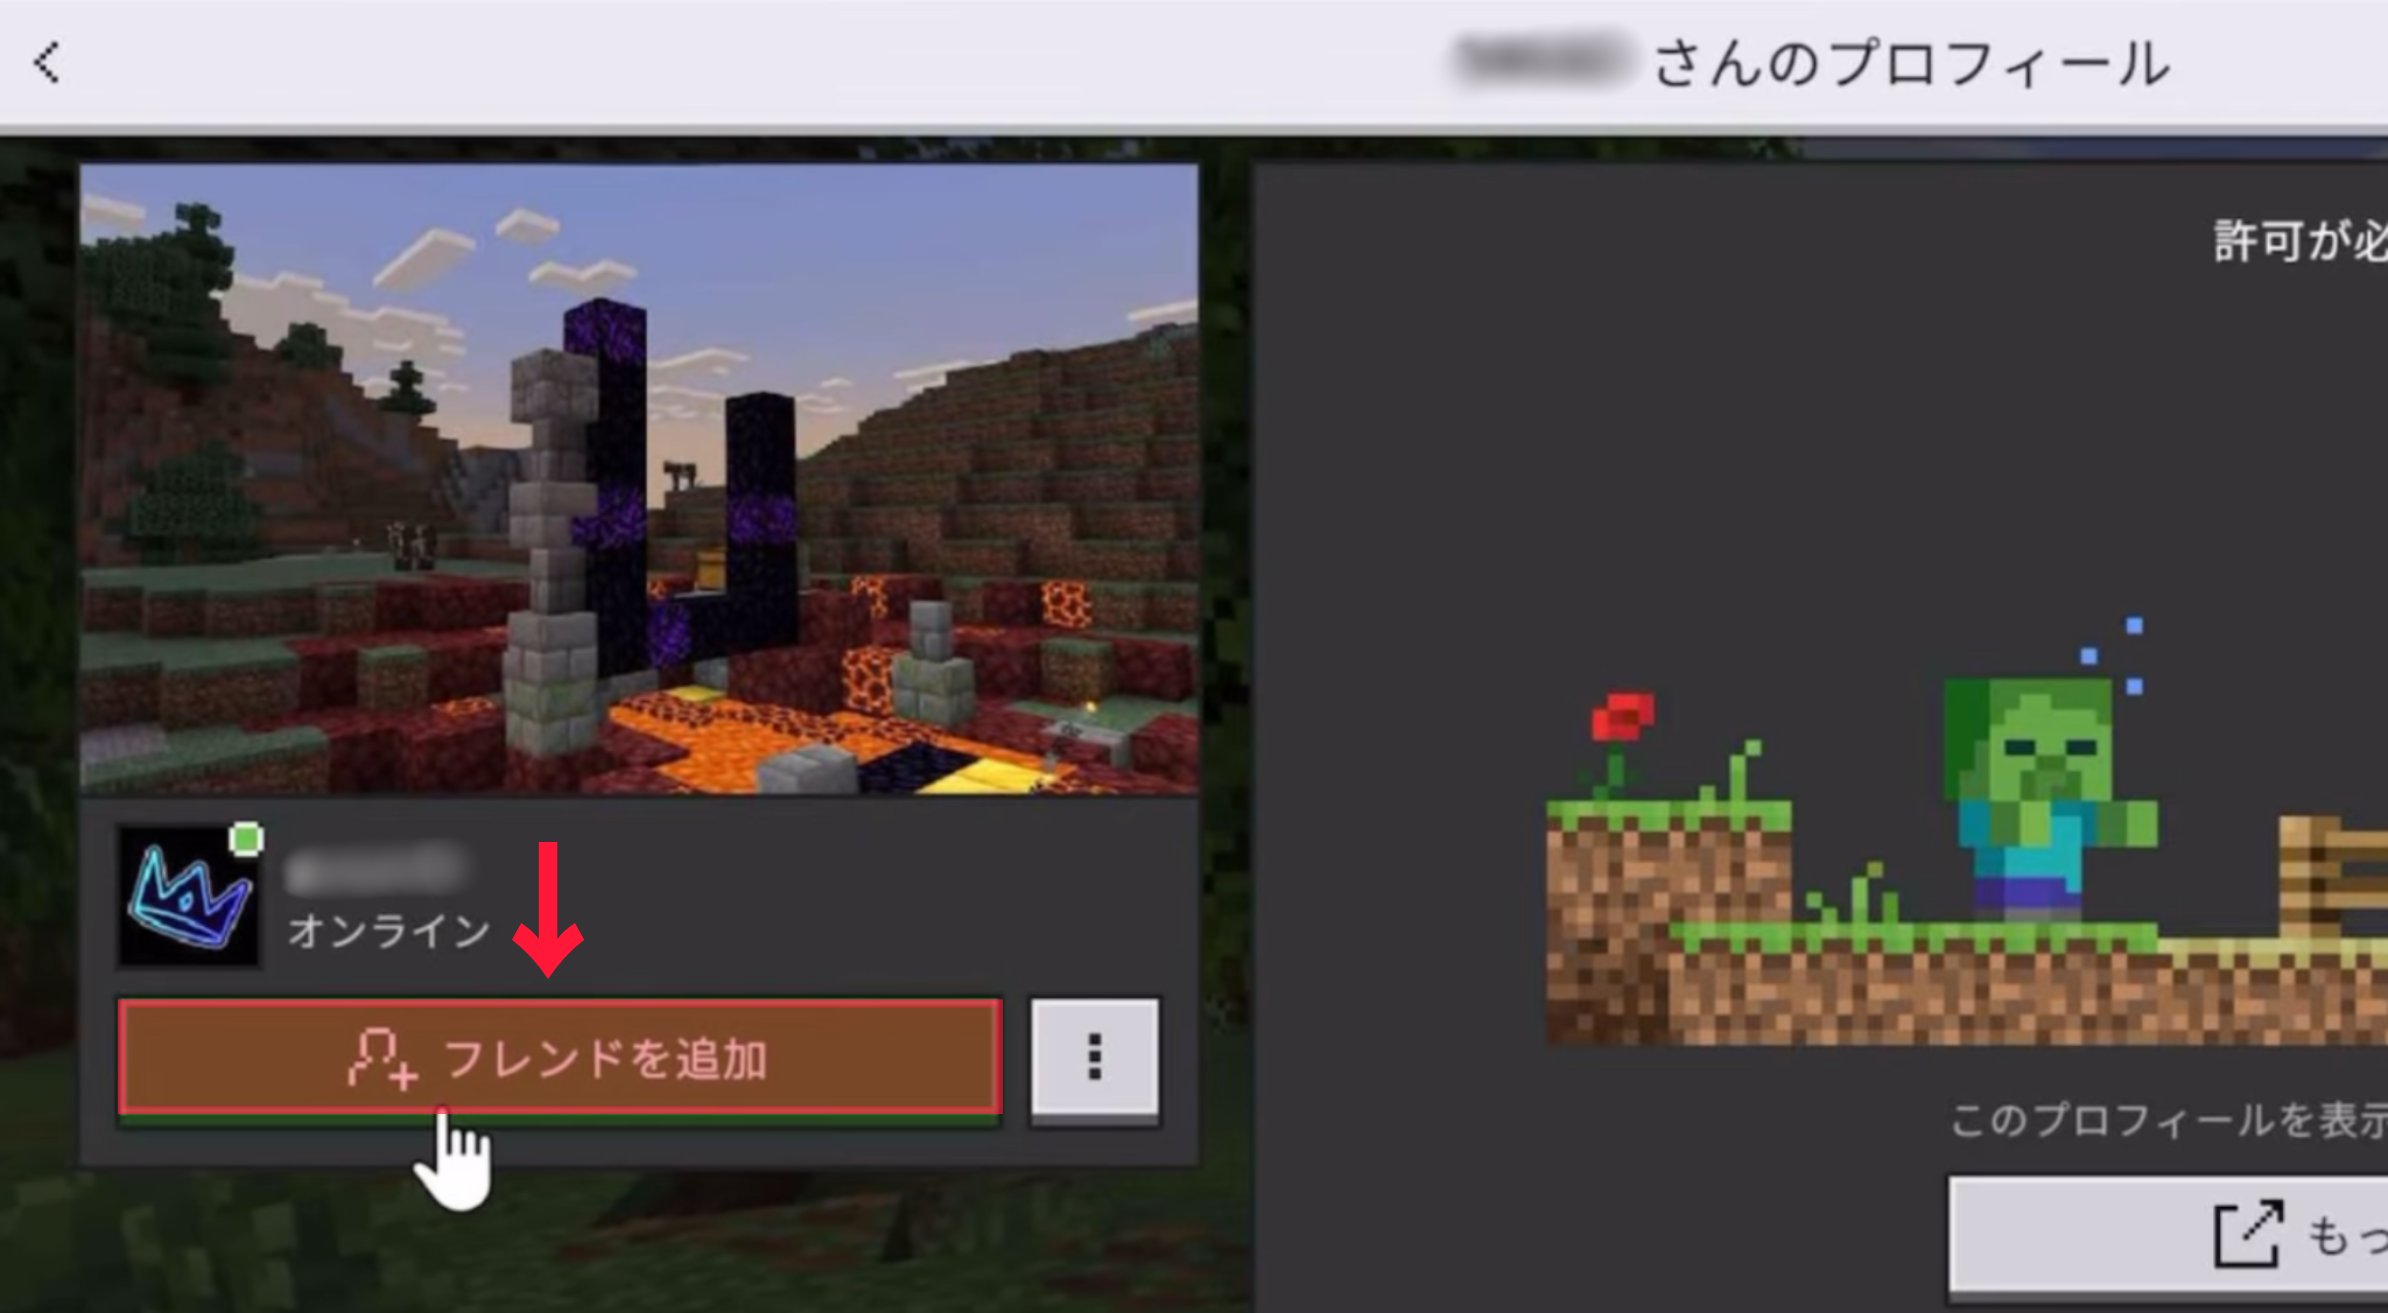 さんのプロフィール
許可が必
オンライン
フレンドを追加
このプロフィールを表示
もっ